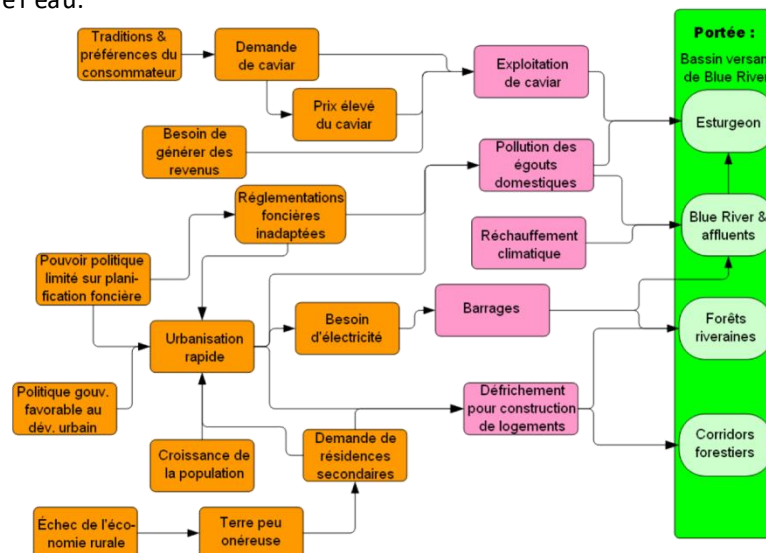 et eau.
Traditions &
préférences du
consommateur
Demande
de caviar
Prix élevé
du caviar
Besoin de
générer des
revenus
Réglementations
foncières
inadaptées
Pouvoir politique
limité sur plani-
fication foncière
Urbanisation
rapide
Besoin
d'électricité
Politique gouv.
favorable au
dév. urbain
Croissance de
la population
Demande de
résidences
secondaires
Échec de l'éco-
nomie rurale
Terre peu
onéreuse
Exploitation
de caviar
Pollution des
égouts
domestiques
Réchauffement
climatique
Barrages
Défrichement
pour construction
de logements
Portée :
Bassin versan
de Blue River
Esturgeon
Blue River &
affluents
Forêts
riveraines
Corridors
forestiers